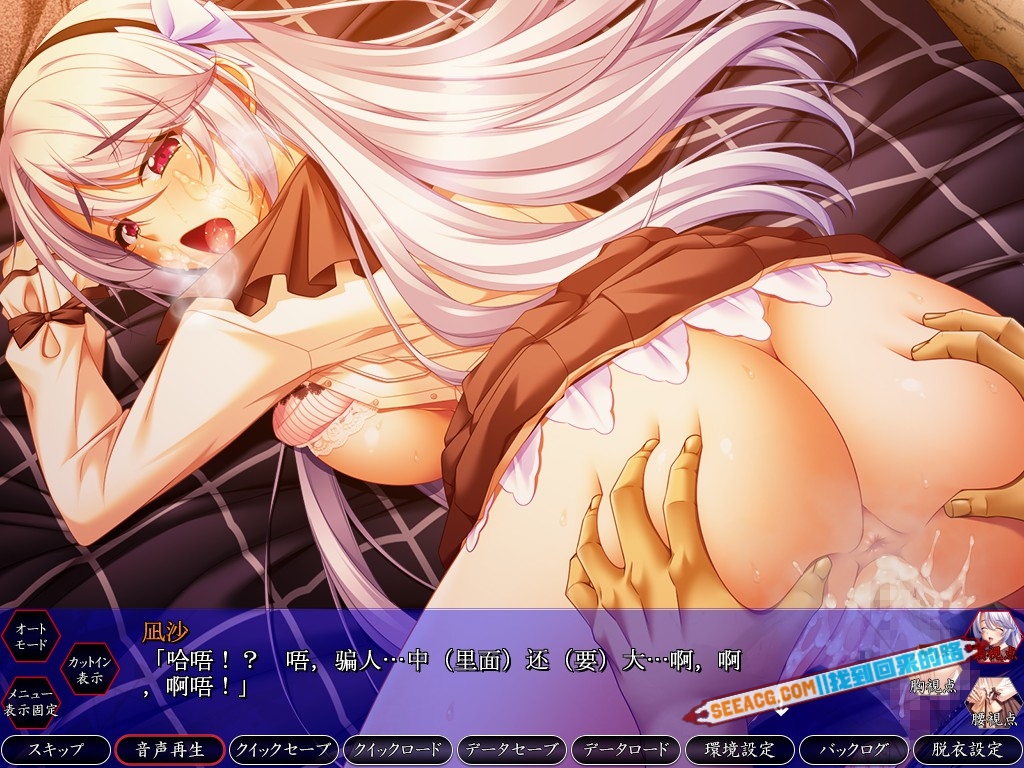 凪沙
「哈唔！？　唔，骗人…中（里面）还（要）大…啊，啊
，啊唔！」
オート
モード
カットイン
表示
メニュー
表示固定
SEEACG.COM||找到回来的路
胸視点
腰視点
スキップ
音声再生
クイックセーブ
クイックロード
データセーブ
データロード
環境設定
バックログ
脱衣設定